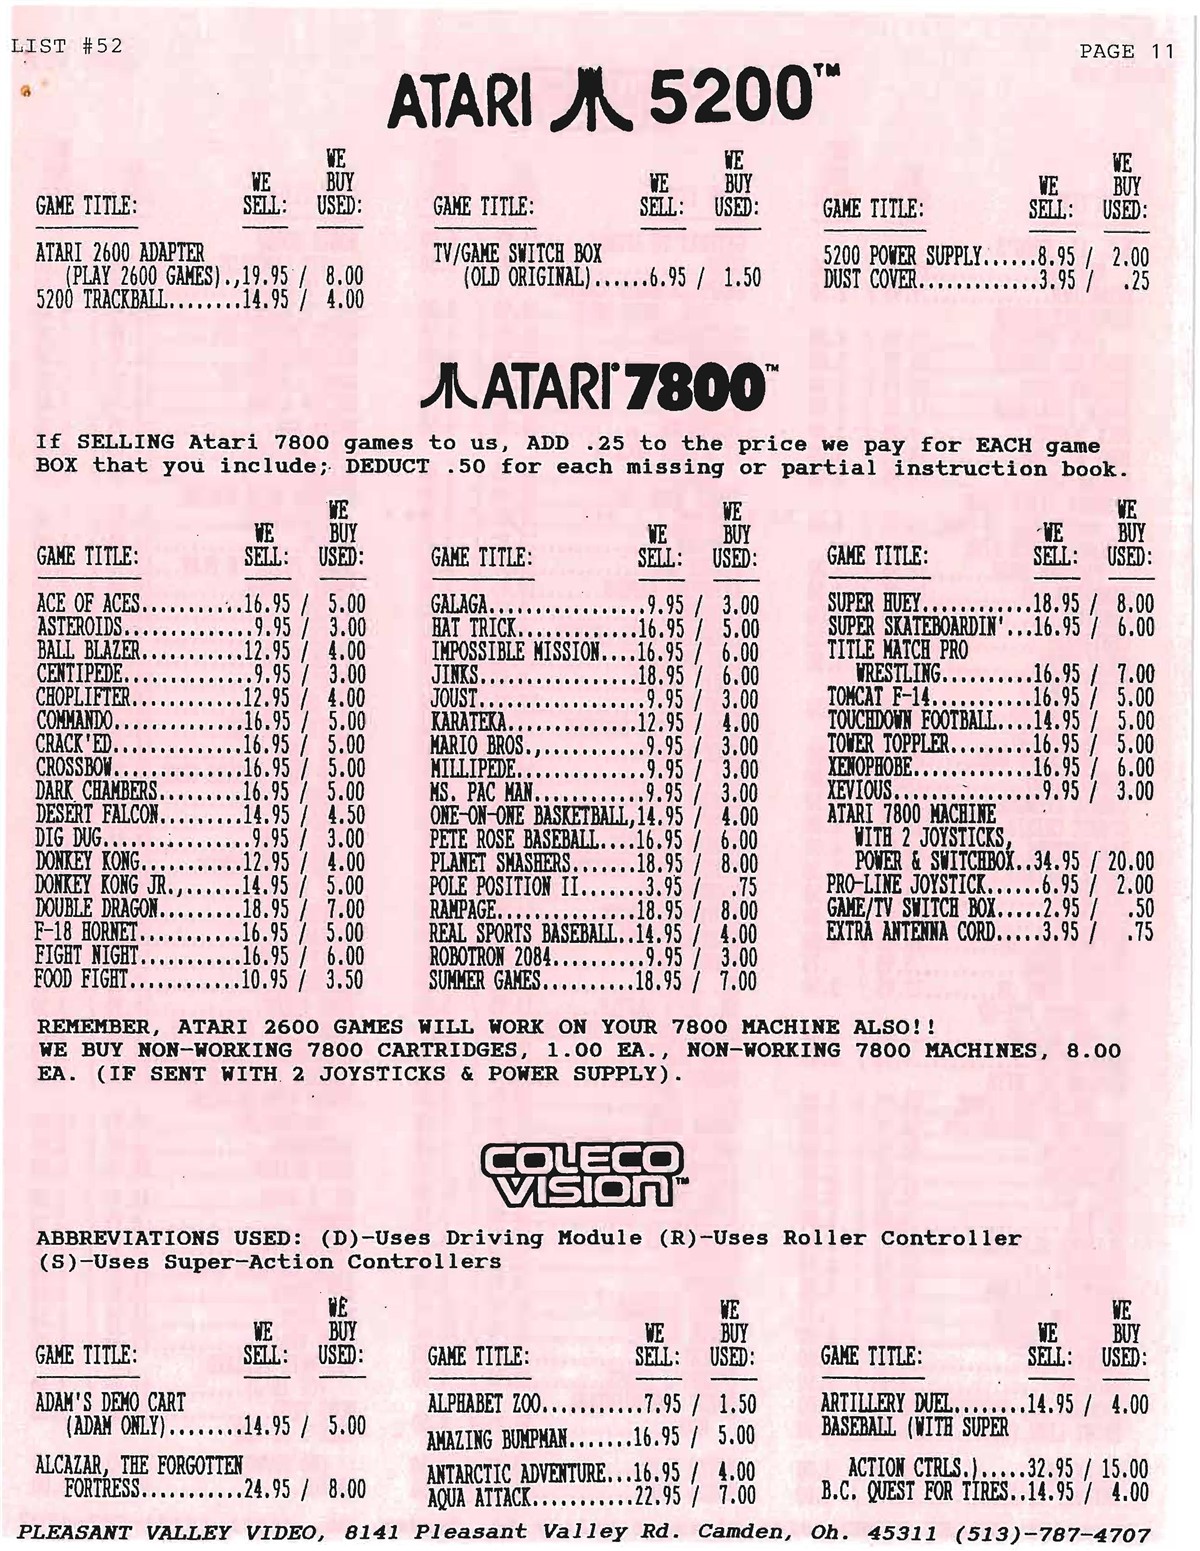 LIST #52
PAGE 11
ATARI 5200™
GAME TITLE: WE SELL: WE BUY USED:
ATARI 2600 ADAPTER
(PLAY 2600 GAMES).,19.95 / 8.00
5200 TRACKBALL........14.95 / 4.00
GAME TITLE: WE SELL: WE BUY USED:
TV/GAME SWITCH BOX
(OLD ORIGINAL)......6.95 / 1.50
GAME TITLE: WE SELL: WE BUY USED:
5200 POWER SUPPLY......8.95 / 2.00
DUST COVER.............3.95 / .25
ATARI 7800™
If SELLING Atari 7800 games to us, ADD .25 to the price we pay for EACH game
BOX that you include; DEDUCT .50 for each missing or partial instruction book.
GAME TITLE: WE SELL: WE BUY USED:
ACE OF ACES...........16.95 / 5.00
ASTEROIDS..............9.95 / 3.00
BALL BLAZER...........12.95 / 4.00
CENTIPEDE..............9.95 / 3.00
CHOPLIFTER............12.95 / 4.00
COMMANDO..............16.95 / 5.00
CRACK'ED..............16.95 / 5.00
CROSSBOW..............16.95 / 5.00
DARK CHAMBERS.........16.95 / 5.00
DESERT FALCON.........14.95 / 4.50
DIG DUG................9.95 / 3.00
DONKEY KONG...........12.95 / 4.00
DONKEY KONG JR.,......14.95 / 5.00
DOUBLE DRAGON.........18.95 / 7.00
F-18 HORNET...........16.95 / 5.00
FIGHT NIGHT...........16.95 / 6.00
FOOD FIGHT............10.95 / 3.50
GAME TITLE: WE SELL: WE BUY USED:
GALAGA.................9.95 / 3.00
HAT TRICK.............16.95 / 5.00
IMPOSSIBLE MISSION....16.95 / 6.00
JINKS.................18.95 / 6.00
JOUST..................9.95 / 3.00
KARATEKA..............12.95 / 4.00
MARIO BROS.,...........9.95 / 3.00
MILLIPEDE..............9.95 / 3.00
MS. PAC MAN............9.95 / 3.00
ONE-ON-ONE BASKETBALL,14.95 / 4.00
PETE ROSE BASEBALL....16.95 / 6.00
PLANET SMASHERS.......18.95 / 8.00
POLE POSITION II.......3.95 / .75
RAMPAGE...............18.95 / 8.00
REAL SPORTS BASEBALL..14.95 / 4.00
ROBOTRON 2084..........9.95 / 3.00
SUMMER GAMES..........18.95 / 7.00
GAME TITLE: WE SELL: WE BUY USED:
SUPER HUEY............18.95 / 8.00
SUPER SKATEBOARDIN'...16.95 / 6.00
TITLE MATCH PRO
WRESTLING..........16.95 / 7.00
TOMCAT F-14...........16.95 / 5.00
TOUCHDOWN FOOTBALL....14.95 / 5.00
TOWER TOPPLER.........16.95 / 5.00
XENOPHOBE.............16.95 / 6.00
XEVIOUS................9.95 / 3.00
ATARI 7800 MACHINE
WITH 2 JOYSTICKS,
POWER & SWITCHBOX..34.95 / 20.00
PRO-LINE JOYSTICK......6.95 / 2.00
GAME/TV SWITCH BOX.....2.95 / .50
EXTRA ANTENNA CORD.....3.95 / .75
REMEMBER, ATARI 2600 GAMES WILL WORK ON YOUR 7800 MACHINE ALSO!!
WE BUY NON-WORKING 7800 CARTRIDGES, 1.00 EA., NON-WORKING 7800 MACHINES, 8.00
EA. (IF SENT WITH 2 JOYSTICKS & POWER SUPPLY).
COLECO
VISION™
ABBREVIATIONS USED: (D)-Uses Driving Module (R)-Uses Roller Controller
(S)-Uses Super-Action Controllers
GAME TITLE: WE SELL: WE BUY USED:
ADAM'S DEMO CART
(ADAM ONLY)........14.95 / 5.00
ALCAZAR, THE FORGOTTEN
FORTRESS...........24.95 / 8.00
GAME TITLE: WE SELL: WE BUY USED:
ALPHABET ZOO...........7.95 / 1.50
AMAZING BUMPMAN.......16.95 / 5.00
ANTARCTIC ADVENTURE...16.95 / 4.00
AQUA ATTACK...........22.95 / 7.00
GAME TITLE: WE SELL: WE BUY USED:
ARTILLERY DUEL........14.95 / 4.00
BASEBALL (WITH SUPER
ACTION CTRLS.).....32.95 / 15.00
B.C. QUEST FOR TIRES..14.95 / 4.00
PLEASANT VALLEY VIDEO, 8141 Pleasant Valley Rd. Camden, Oh. 45311 (513)-787-4707